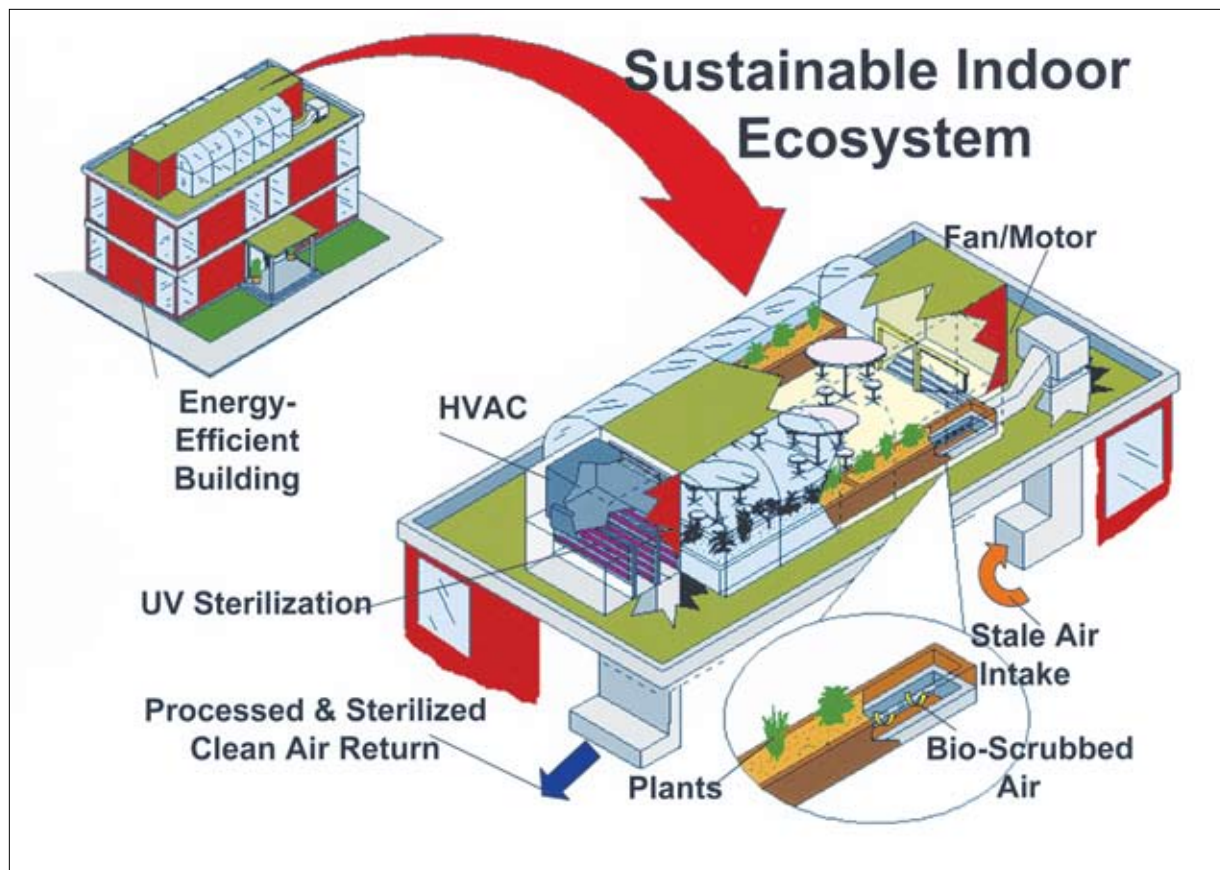 Sustainable Indoor
Ecosystem
Fan/Motor
Energy-
Efficient
Building
HVAC
UV Sterilization
Stale Air
Intake
Processed & Sterilized
Clean Air Return
Bio-Scrubbed
Air
Plants